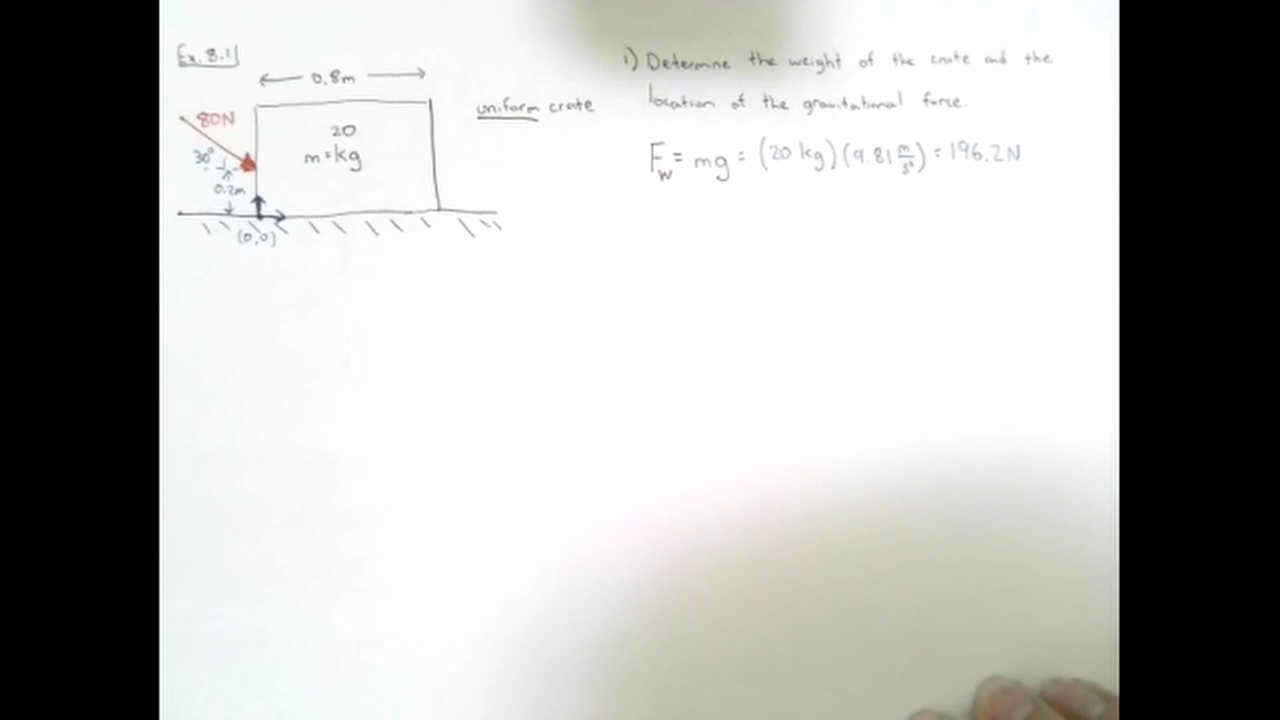 Ex. 8.1
0.8m
80N
30°
0.2m
20
m=kg
(0,0)
uniform crate
1) Determine the weight of the crate and the
location of the gravitational force.
F_w = mg = (20 kg)(9.81 m/s²) = 196.2N